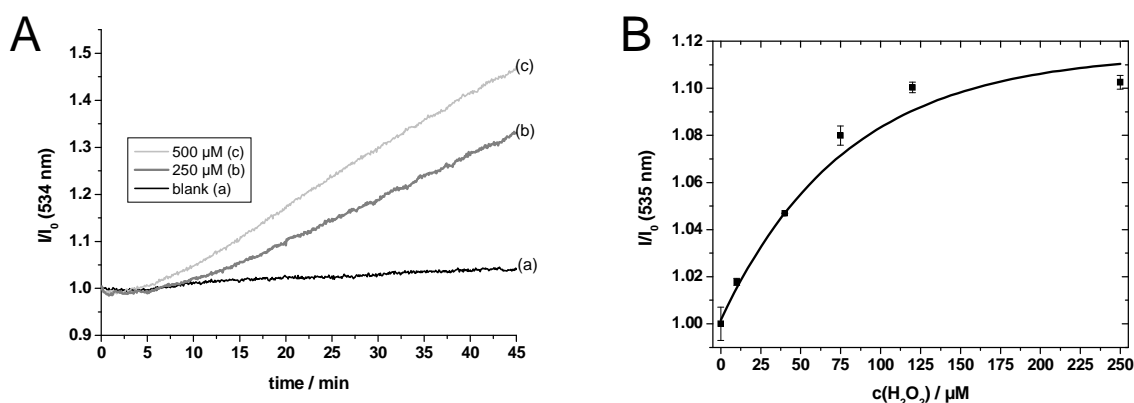 A
I/I₀ (534 nm)
1.5
1.4
1.3
1.2
1.1
1.0
0.9
500 µM (c)
250 µM (b)
blank (a)
(c)
(b)
(a)
0 5 10 15 20 25 30 35 40 45
time / min
B
I/I₀ (535 nm)
1.12
1.10
1.08
1.06
1.04
1.02
1.00
0 25 50 75 100 125 150 175 200 225 250
c(H₂O₂) / µM